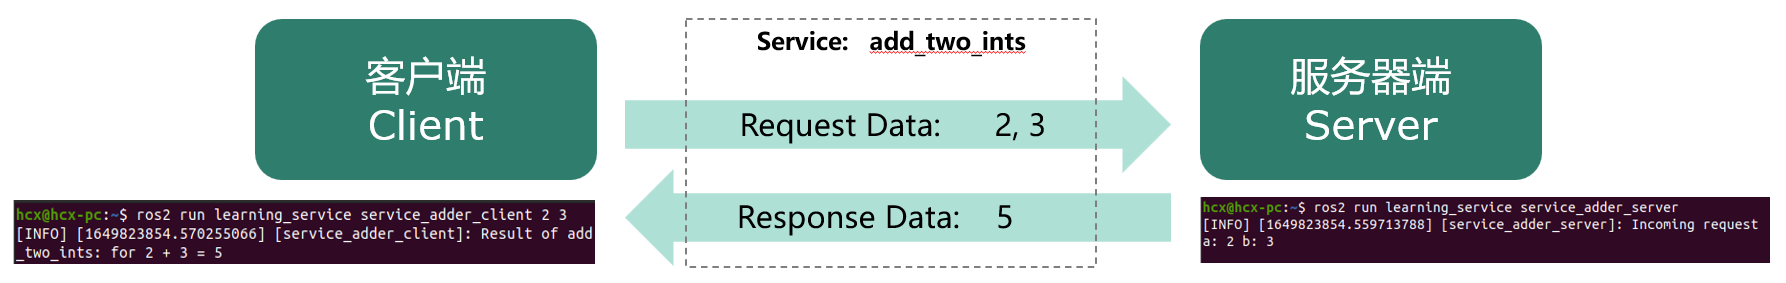 客户端
Client
Service: add_two_ints
Request Data: 2, 3
Response Data: 5
服务器端
Server
hcx@hcx-pc:~$ ros2 run learning_service service_adder_client 2 3
[INFO] [1649823854.570255066] [service_adder_client]: Result of add
_two_ints: for 2 + 3 = 5
hcx@hcx-pc:~$ ros2 run learning_service service_adder_server
[INFO] [1649823854.559713788] [service_adder_server]: Incoming request
a: 2 b: 3